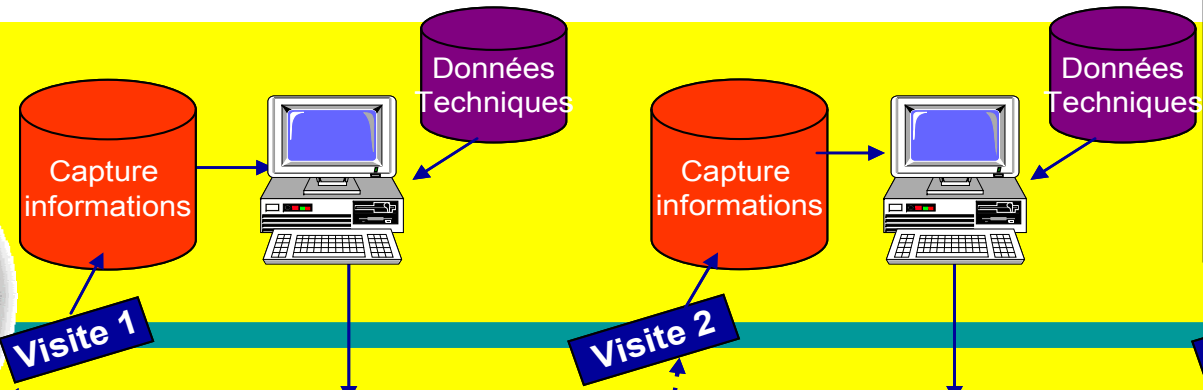 Données
Techniques
Capture
informations
Visite 1
Données
Techniques
Capture
informations
Visite 2